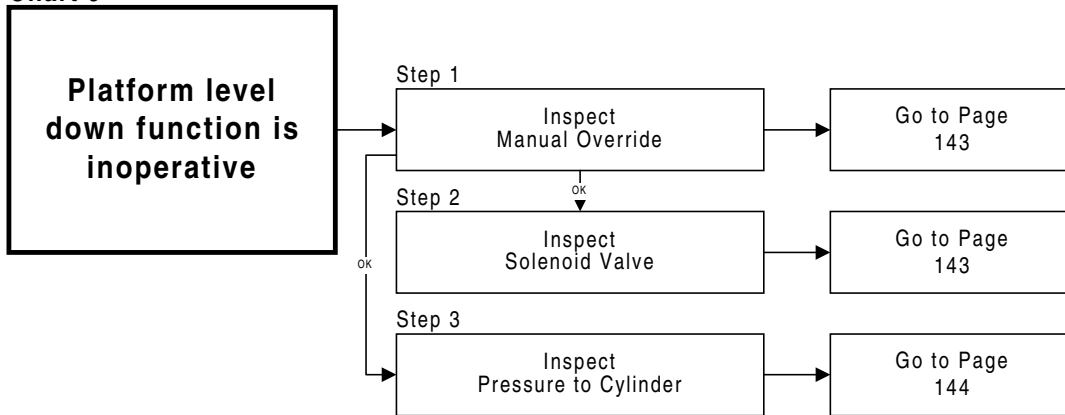 Platform level
down function is
inoperative
Step 1
Inspect
Manual Override
Go to Page
143
OK
OK
Step 2
Inspect
Solenoid Valve
Go to Page
143
Step 3
Inspect
Pressure to Cylinder
Go to Page
144